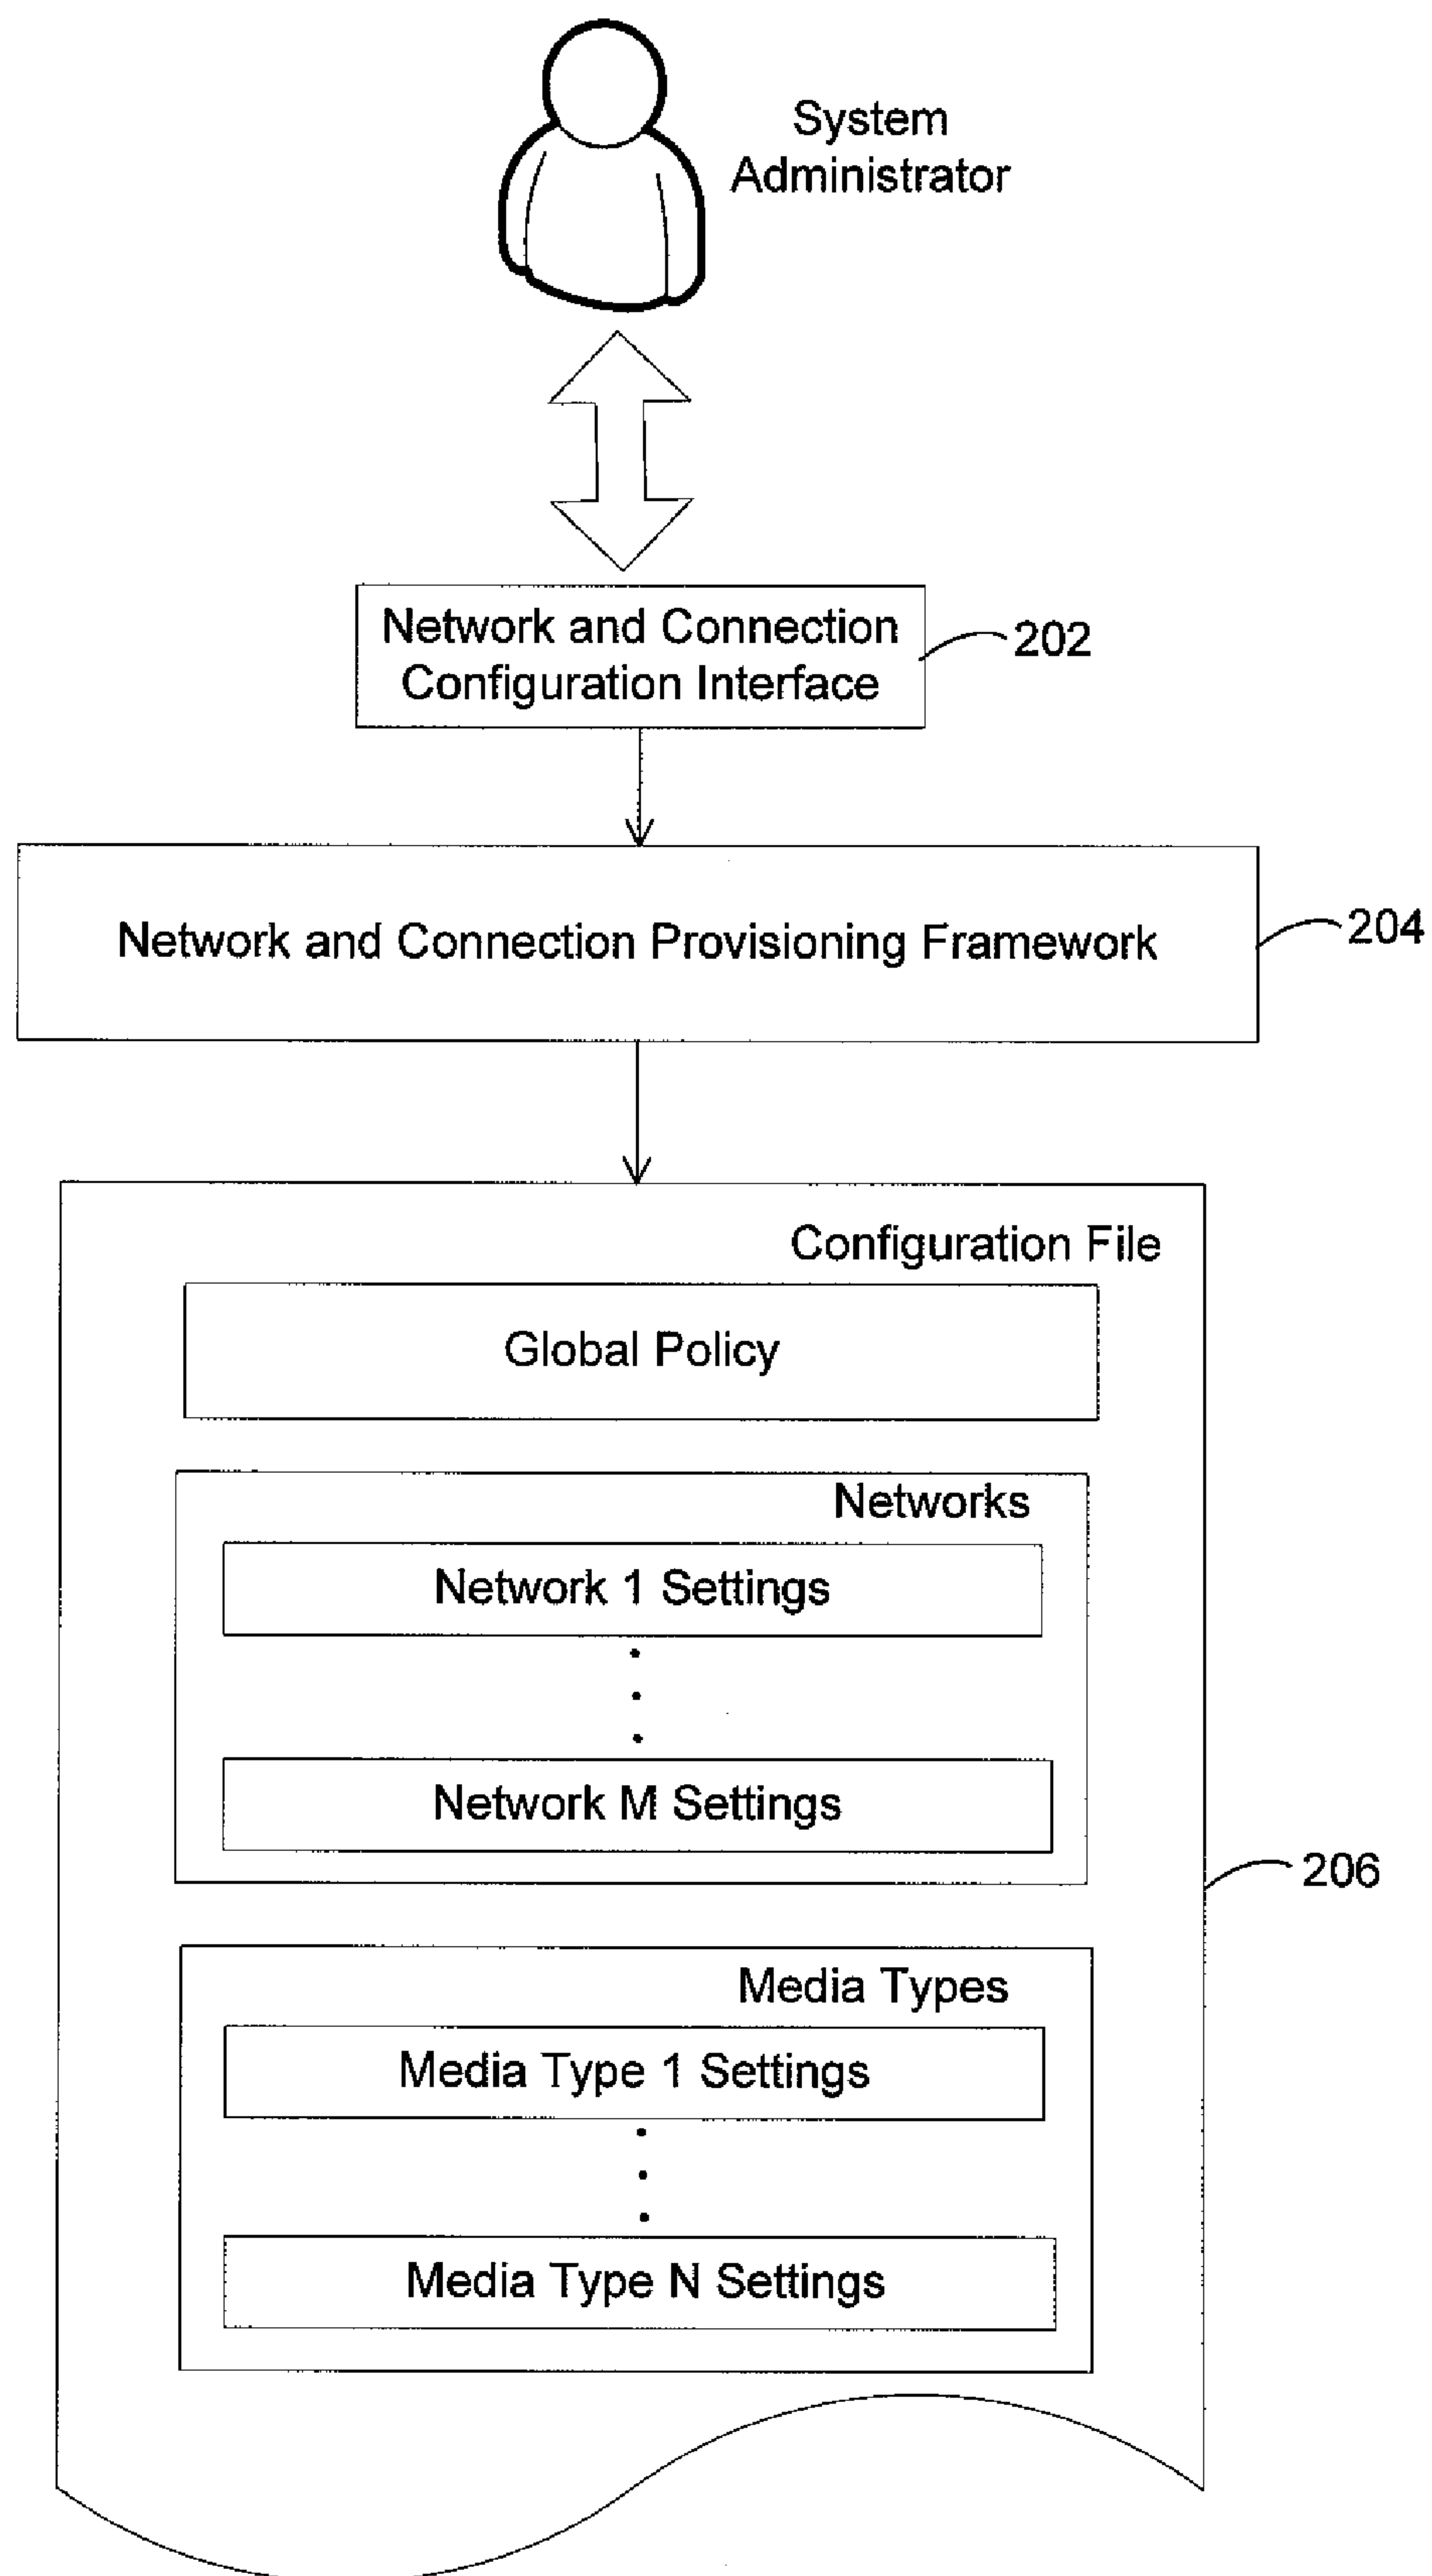 System
Administrator
Network and Connection
Configuration Interface
202
Network and Connection Provisioning Framework
204
Configuration File
Global Policy
Networks
Network 1 Settings
Network M Settings
206
Media Types
Media Type 1 Settings
Media Type N Settings